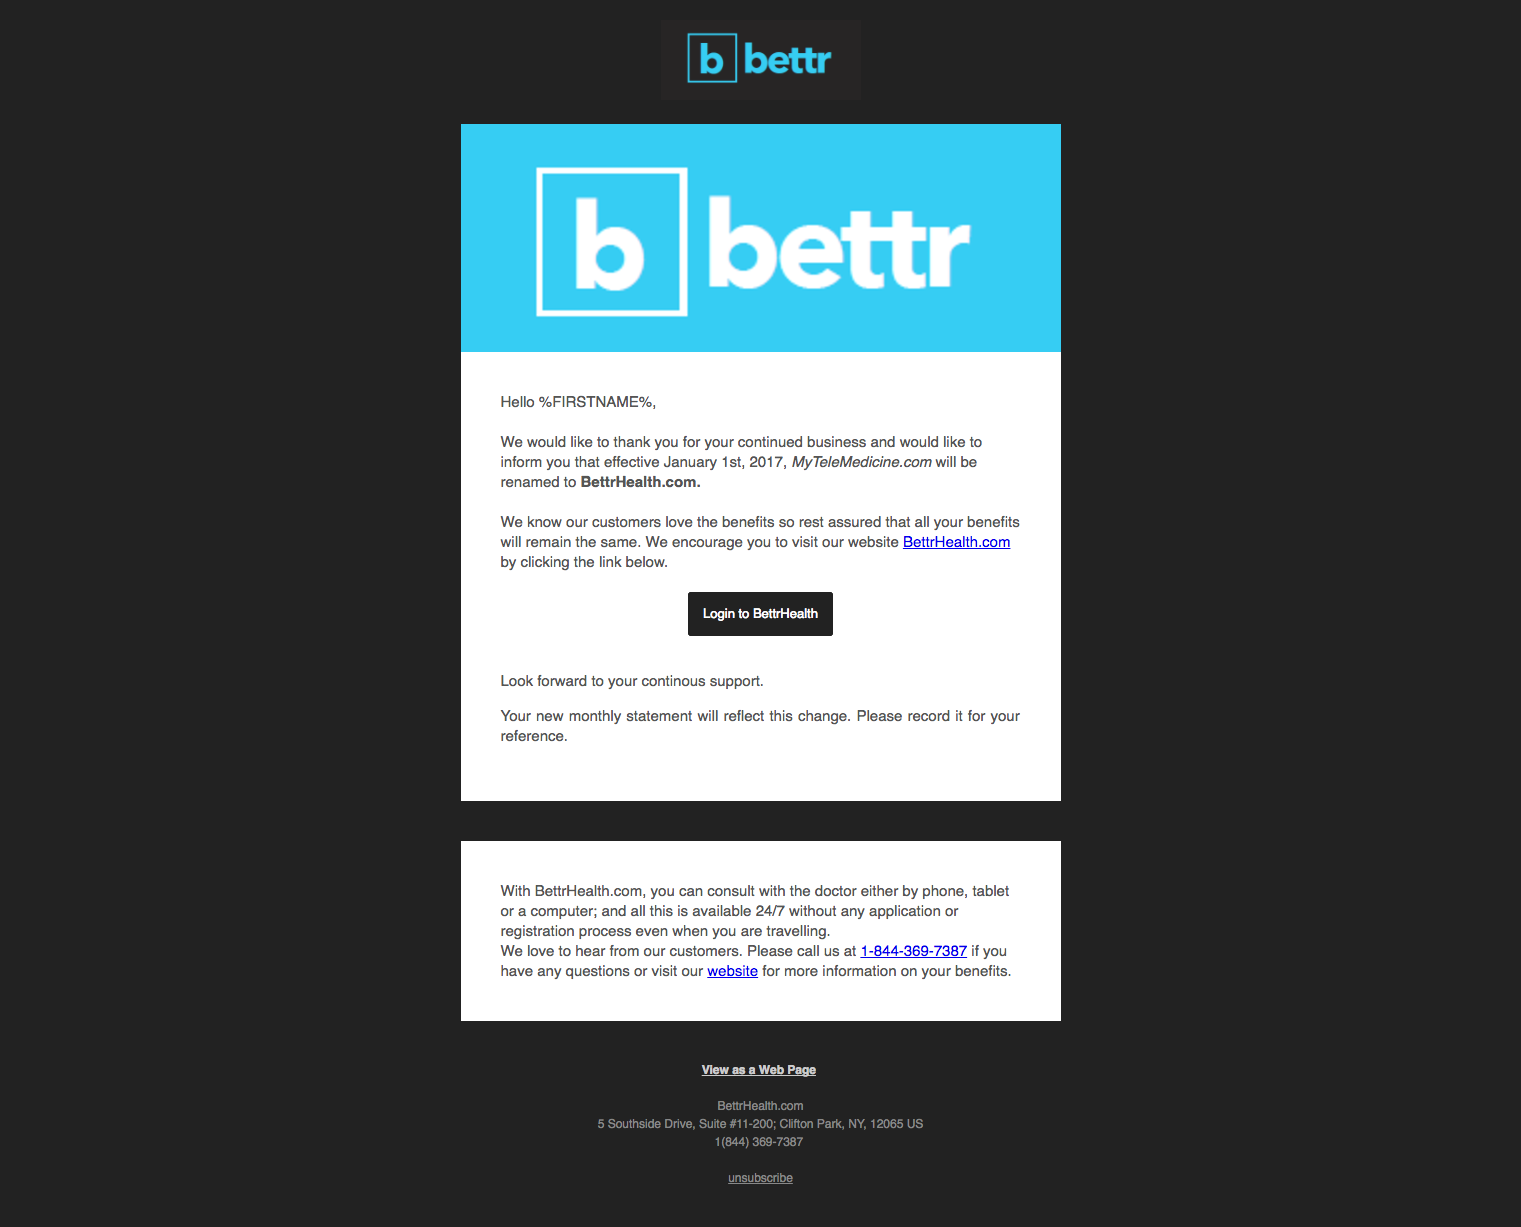 b bettr
b bettr
Hello %FIRSTNAME%,
We would like to thank you for your continued business and would like to
inform you that effective January 1st, 2017, MyTeleMedicine.com will be
renamed to BettrHealth.com.
We know our customers love the benefits so rest assured that all your benefits
will remain the same. We encourage you to visit our website BettrHealth.com
by clicking the link below.
Login to BettrHealth
Look forward to your continous support.
Your new monthly statement will reflect this change. Please record it for your
reference.
With BettrHealth.com, you can consult with the doctor either by phone, tablet
or a computer; and all this is available 24/7 without any application or
registration process even when you are travelling.
We love to hear from our customers. Please call us at 1-844-369-7387 if you
have any questions or visit our website for more information on your benefits.
View as a Web Page
BettrHealth.com
5 Southside Drive, Suite #11-200; Clifton Park, NY, 12065 US
1(844) 369-7387
unsubscribe